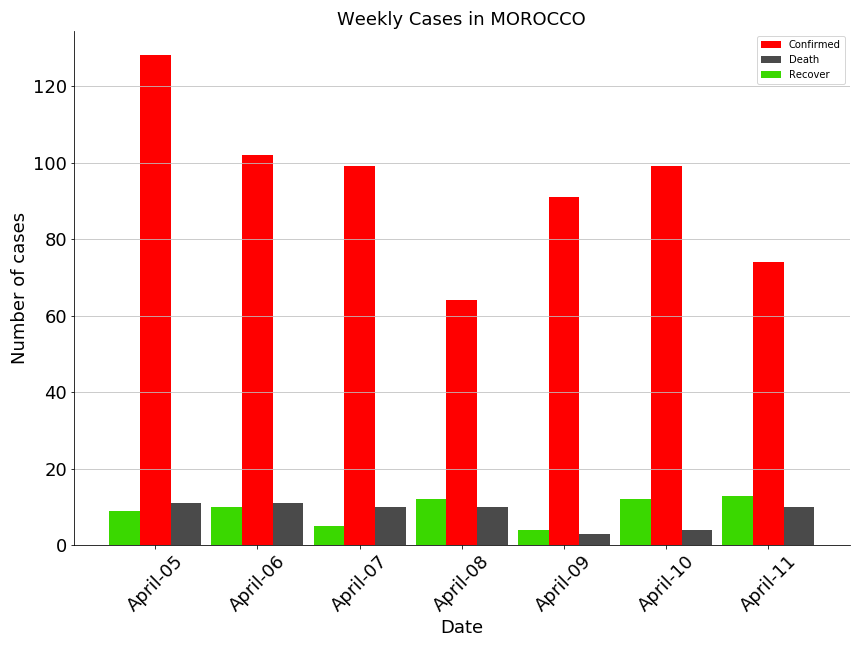 Weekly Cases in MOROCCO
Confirmed
Death
Recover
Number of cases
120
100
80
60
40
20
0
April-05
April-06
April-07
April-08
April-09
April-10
April-11
Date